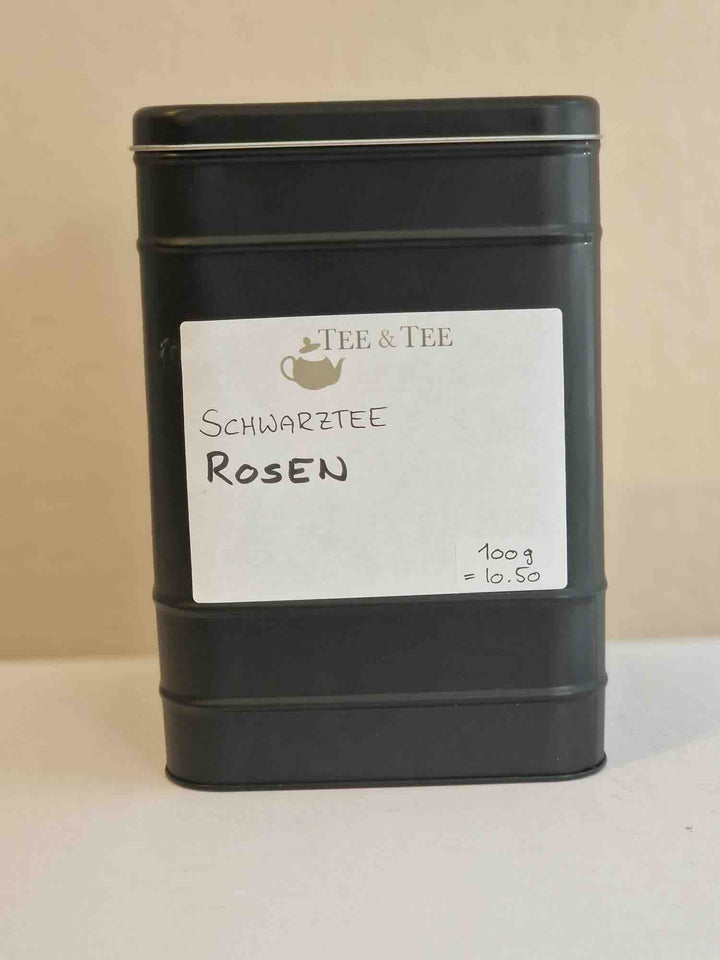 TEE & TEE
SCHWARZTEE
ROSEN
100g
= 10.50